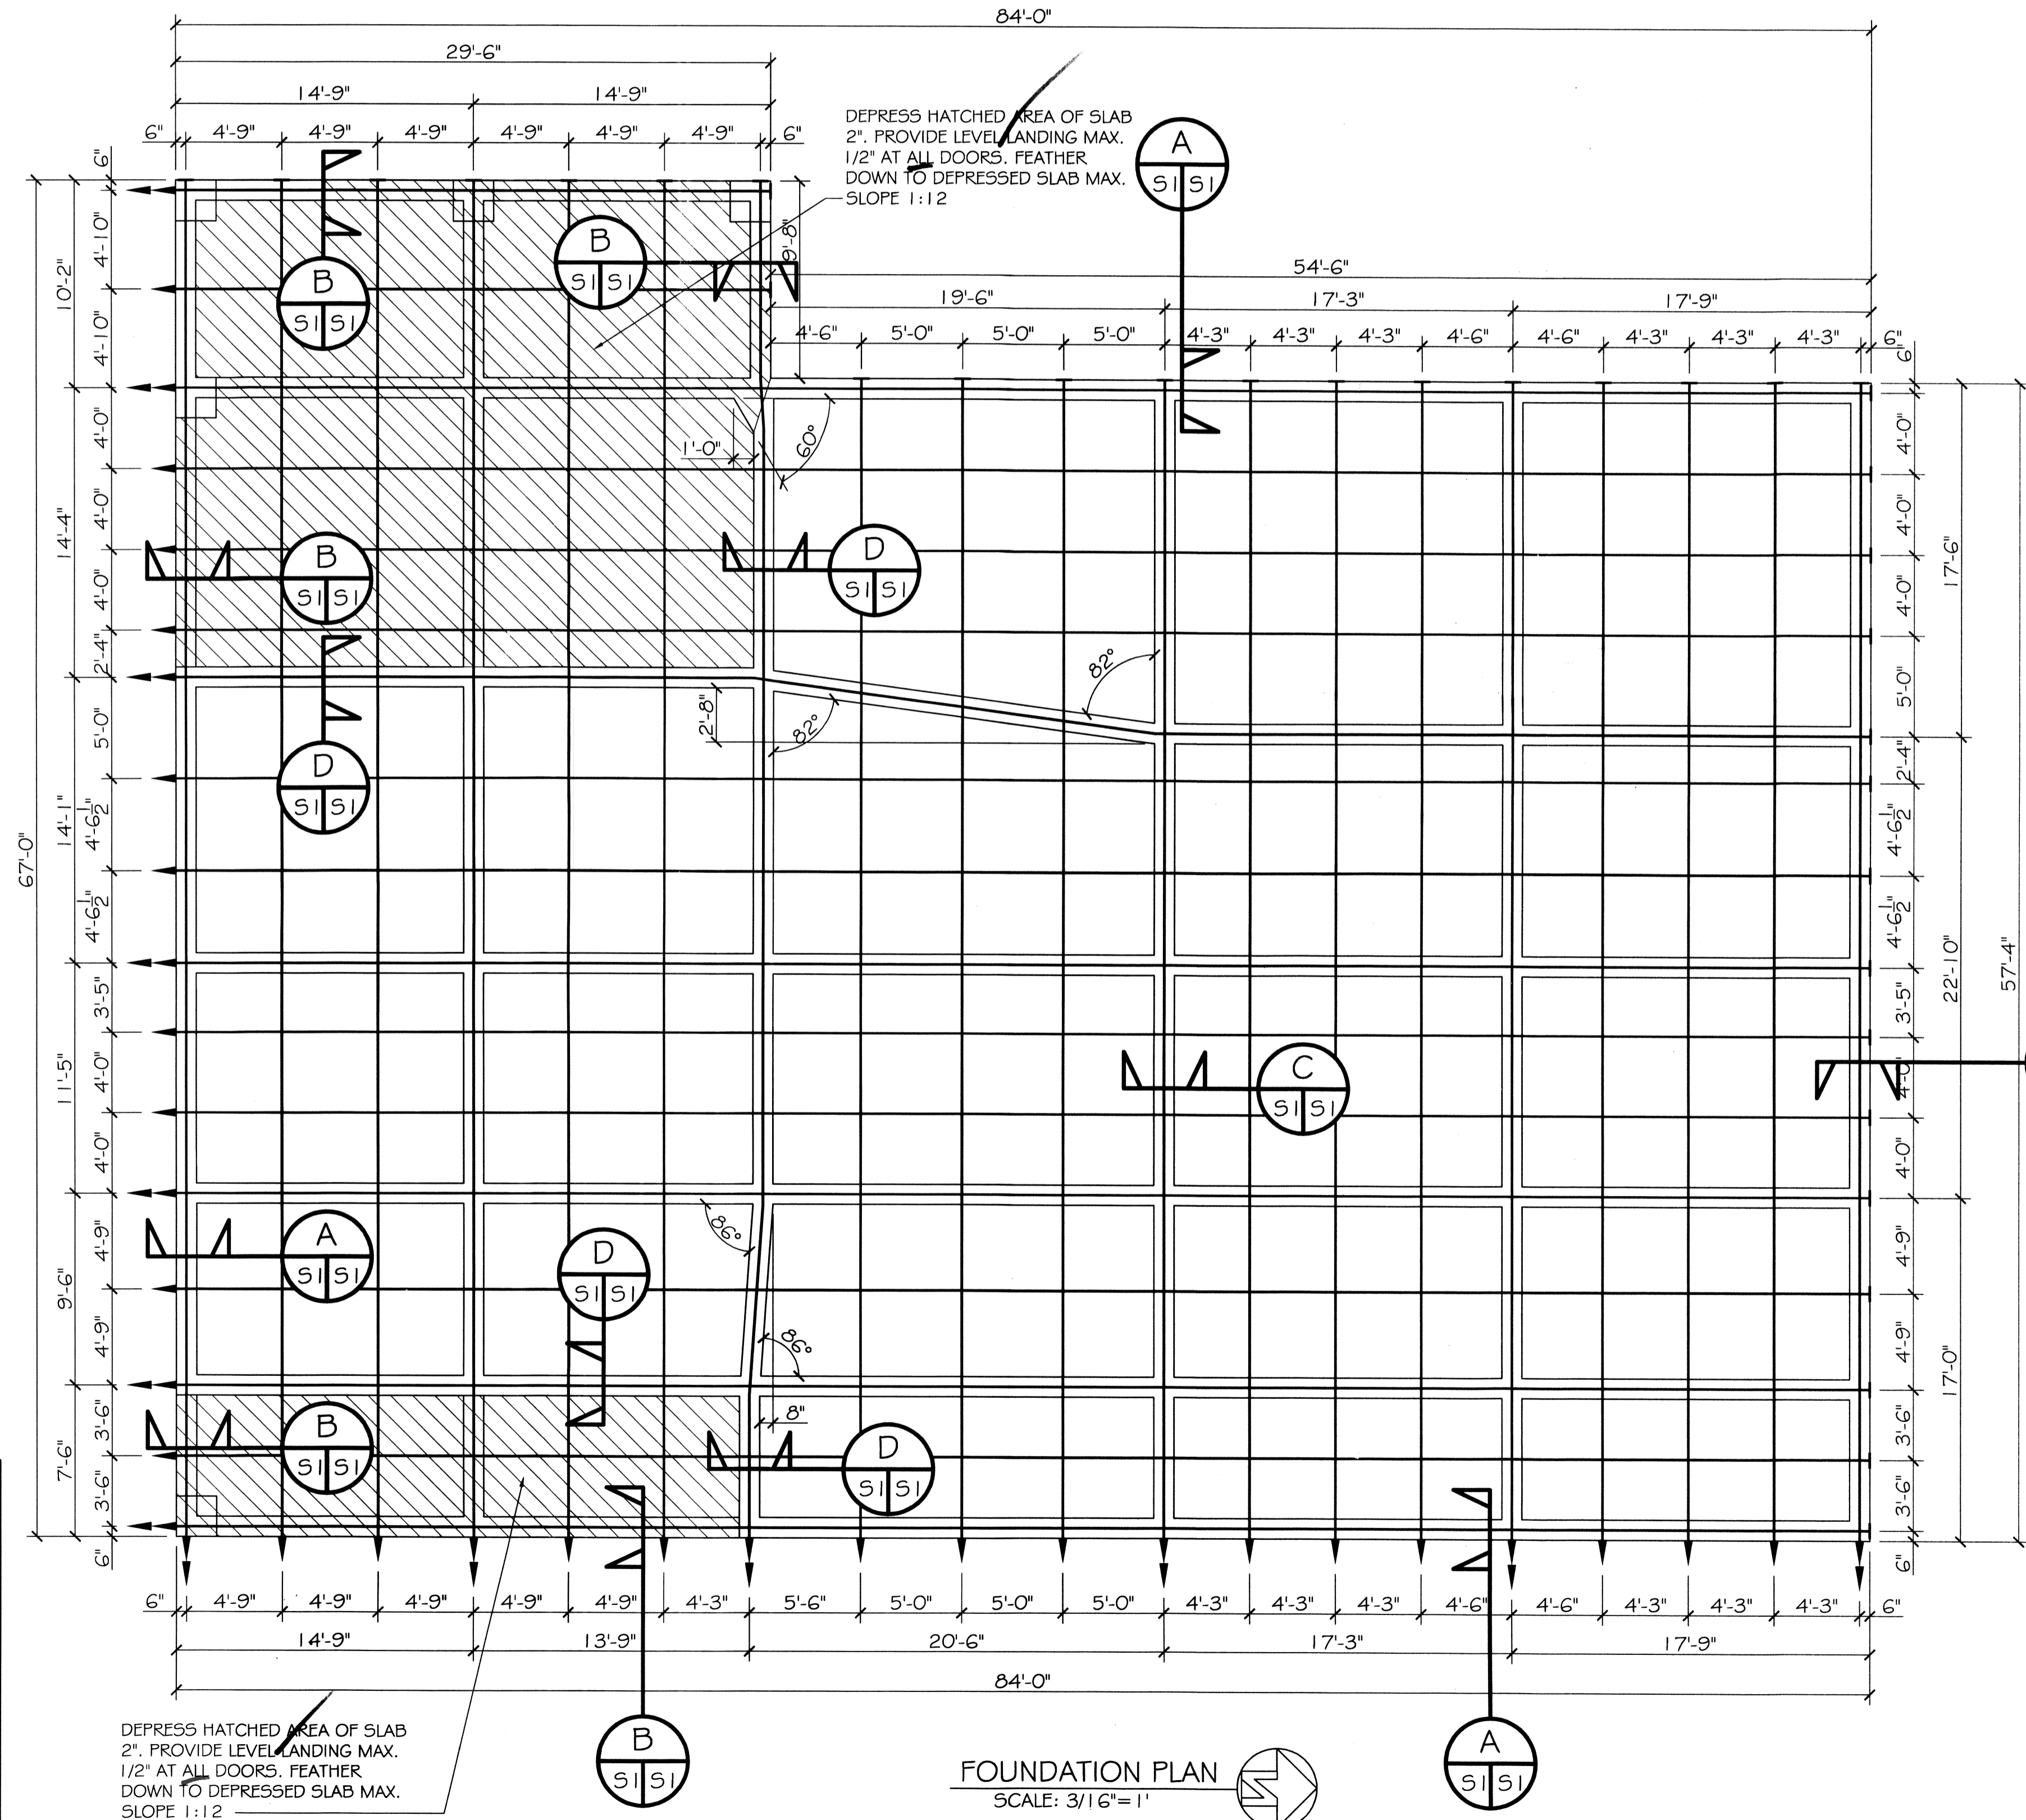 84'-0"
29'-6"
14'-9" 14'-9"
6" 4'-9" 4'-9" 4'-9" 4'-9" 4'-9" 4'-9" 6"
DEPRESS HATCHED AREA OF SLAB
2". PROVIDE LEVEL LANDING MAX.
1/2" AT ALL DOORS. FEATHER
DOWN TO DEPRESSED SLAB MAX.
SLOPE 1:12
A
S1 S1
6"
4'-10"
10'-2"
4'-10"
B
S1 S1
B
S1 S1
9'-8"
54'-6"
19'-6" 17'-3" 17'-9"
4'-6" 5'-0" 5'-0" 5'-0" 4'-3" 4'-3" 4'-3" 4'-6" 4'-6" 4'-3" 4'-3" 4'-3" 6"
6"
4'-0"
4'-0"
14'-4"
4'-0"
2'-4"
1'-0"
60°
B
S1 S1
D
S1 S1
4'-0"
4'-0"
17'-6"
4'-0"
5'-0"
82°
82°
2'-8"
D
S1 S1
5'-0"
14'-1"
4'-6 1/2"
4'-6 1/2"
67'-0"
2'-4"
4'-6 1/2"
4'-6 1/2"
22'-10"
57'-4"
3'-5"
11'-5"
4'-0"
4'-0"
3'-5"
4'-0"
4'-0"
C
S1 S1
4'-9"
9'-6"
4'-9"
A
S1 S1
86°
D
S1 S1
86°
4'-9"
4'-9"
17'-0"
3'-6"
7'-6"
3'-6"
6"
B
S1 S1
8"
D
S1 S1
3'-6"
3'-6"
6"
6" 4'-9" 4'-9" 4'-9" 4'-9" 4'-9" 4'-3" 5'-6" 5'-0" 5'-0" 5'-0" 4'-3" 4'-3" 4'-3" 4'-6" 4'-6" 4'-3" 4'-3" 4'-3" 6"
14'-9" 13'-9" 20'-6" 17'-3" 17'-9"
84'-0"
DEPRESS HATCHED AREA OF SLAB
2". PROVIDE LEVEL LANDING MAX.
1/2" AT ALL DOORS. FEATHER
DOWN TO DEPRESSED SLAB MAX.
SLOPE 1:12
B
S1 S1
FOUNDATION PLAN
SCALE: 3/16"=1'
N
A
S1 S1